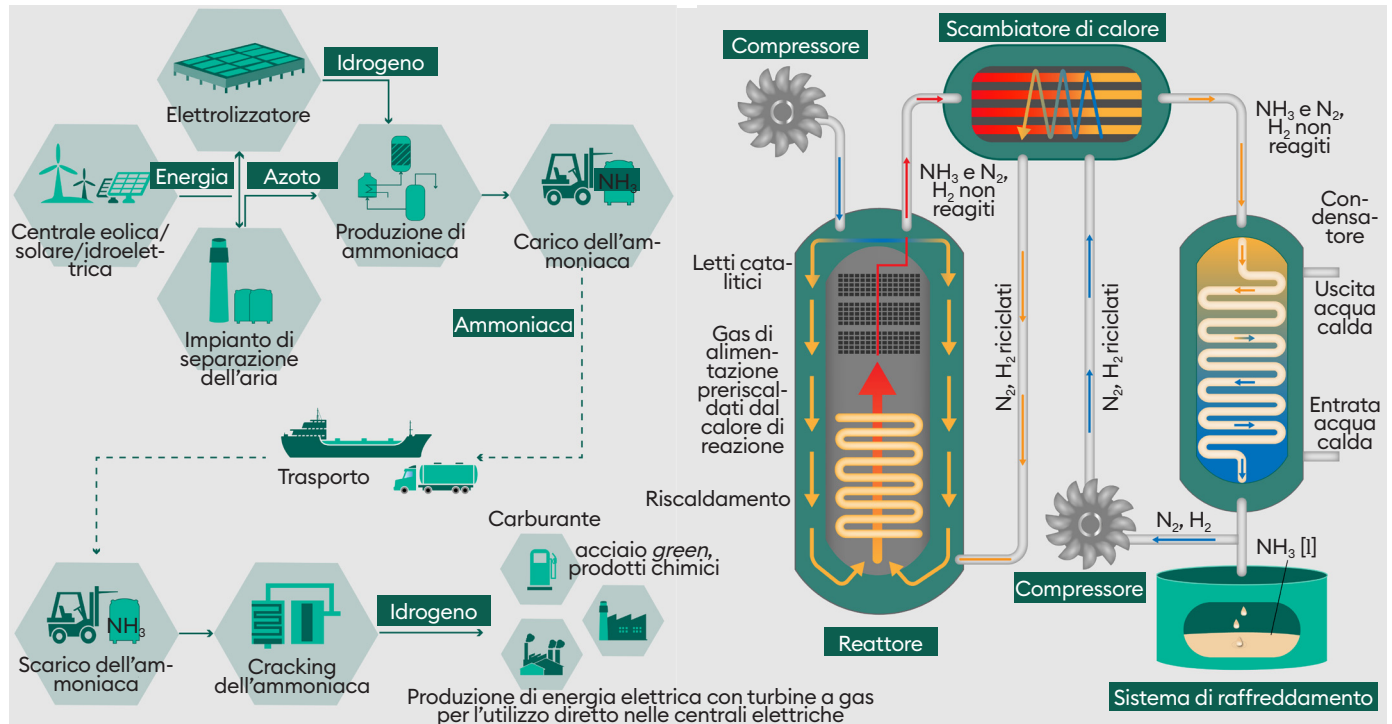 Idrogeno
Elettrolizzatore
Energia
Azoto
Centrale eolica/
solare/idroelet-
trica
Impianto di
separazione
dell'aria
Produzione di
ammoniaca
NH₃
Carico dell'am-
moniaca
Ammoniaca
Trasporto
NH₃
Scarico dell'am-
moniaca
Cracking
dell'ammoniaca
Idrogeno
Carburante
acciaio green,
prodotti chimici
Produzione di energia elettrica con turbine a gas
per l'utilizzo diretto nelle centrali elettriche
Compressore
Scambiatore di calore
NH₃ e N₂,
H₂ non
reagiti
NH₃ e N₂,
H₂ non
reagiti
Letti cata-
litici
Gas di
alimen-
tazione
preriscal-
dati dal
calore di
reazione
Riscaldamento
N₂, H₂ riciclati
N₂, H₂ riciclati
Con-
densa-
tore
Uscita
acqua
calda
Entrata
acqua
calda
N₂, H₂
NH₃ [l]
Compressore
Reattore
Sistema di raffreddamento